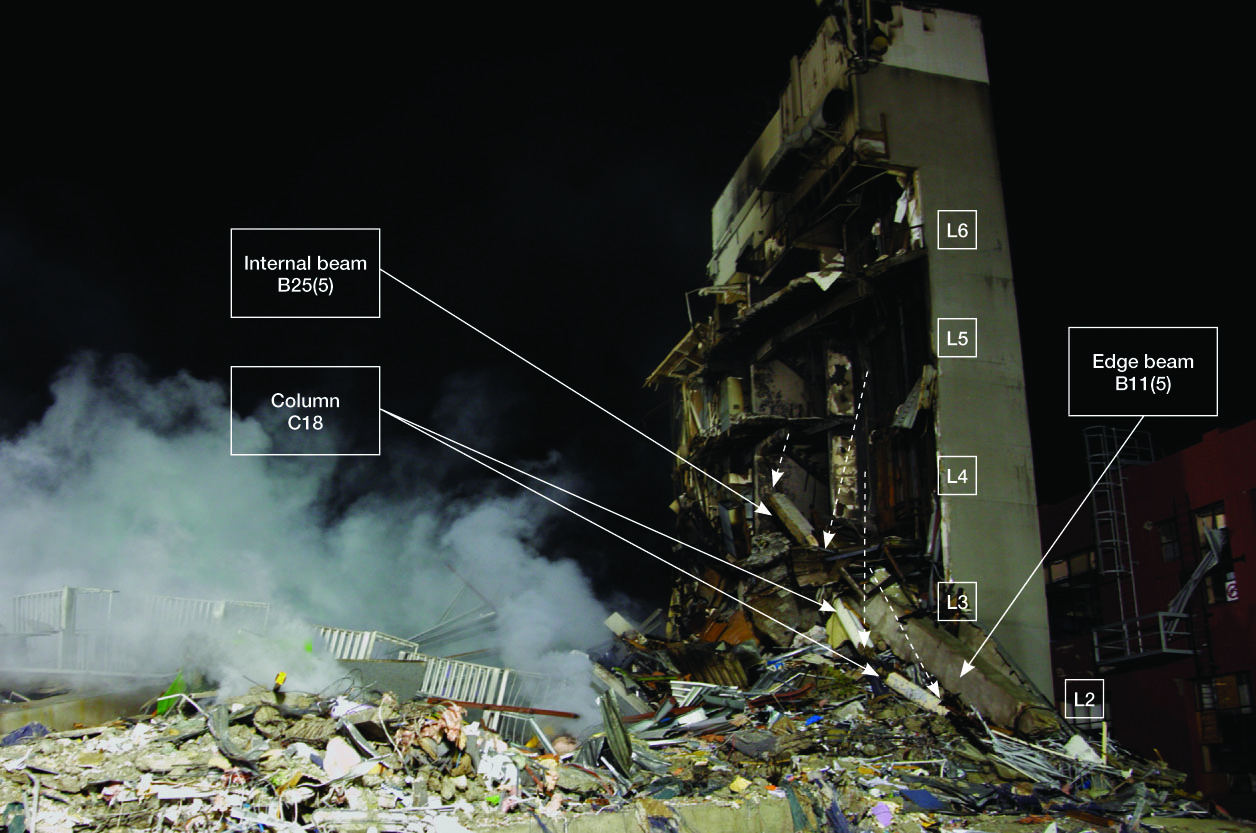 Internal beam
B25(5)
Column
C18
L6
L5
Edge beam
B11(5)
L4
L3
L2